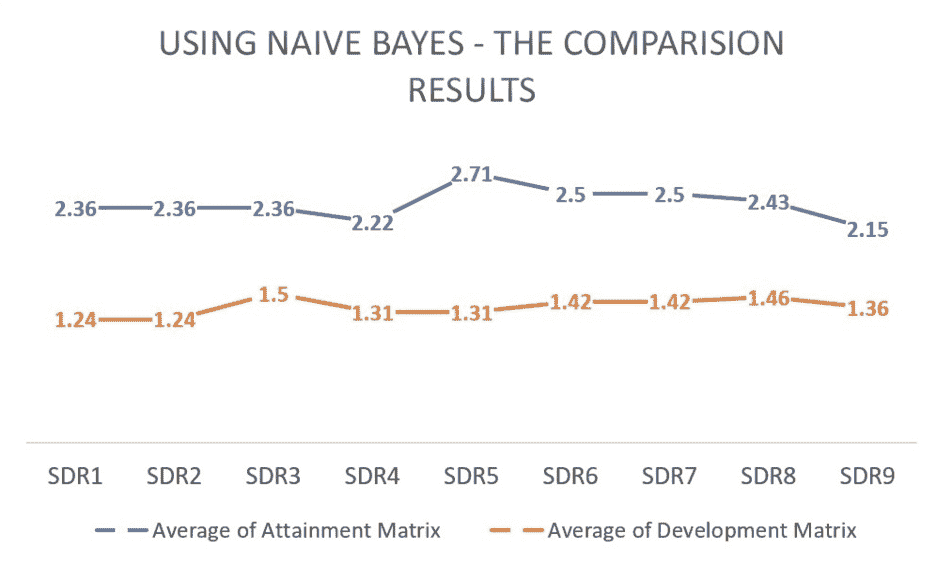 USING NAIVE BAYES - THE COMPARISION
RESULTS
2.36 2.36 2.36 2.22 2.71 2.5 2.5 2.43 2.15
1.24 1.24 1.5 1.31 1.31 1.42 1.42 1.46 1.36
SDR1 SDR2 SDR3 SDR4 SDR5 SDR6 SDR7 SDR8 SDR9
Average of Attainment Matrix Average of Development Matrix